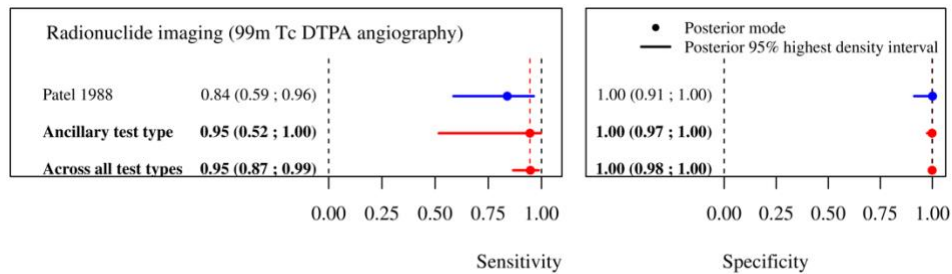 Radionuclide imaging (99m Tc DTPA angiography)
Posterior mode
Posterior 95% highest density interval
Patel 1988 0.84 (0.59 ; 0.96) 1.00 (0.91 ; 1.00)
Ancillary test type 0.95 (0.52 ; 1.00) 1.00 (0.97 ; 1.00)
Across all test types 0.95 (0.87 ; 0.99) 1.00 (0.98 ; 1.00)
0.00 0.25 0.50 0.75 1.00 0.00 0.25 0.50 0.75 1.00
Sensitivity Specificity